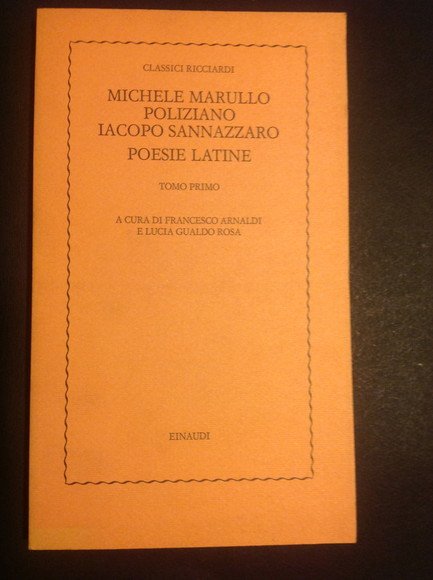 CLASSICI RICCIARDI
MICHELE MARULLO
POLIZIANO
IACOPO SANNAZZARO
POESIE LATINE
TOMO PRIMO
A CURA DI FRANCESCO ARNALDI
E LUCIA GUALDO ROSA
EINAUDI